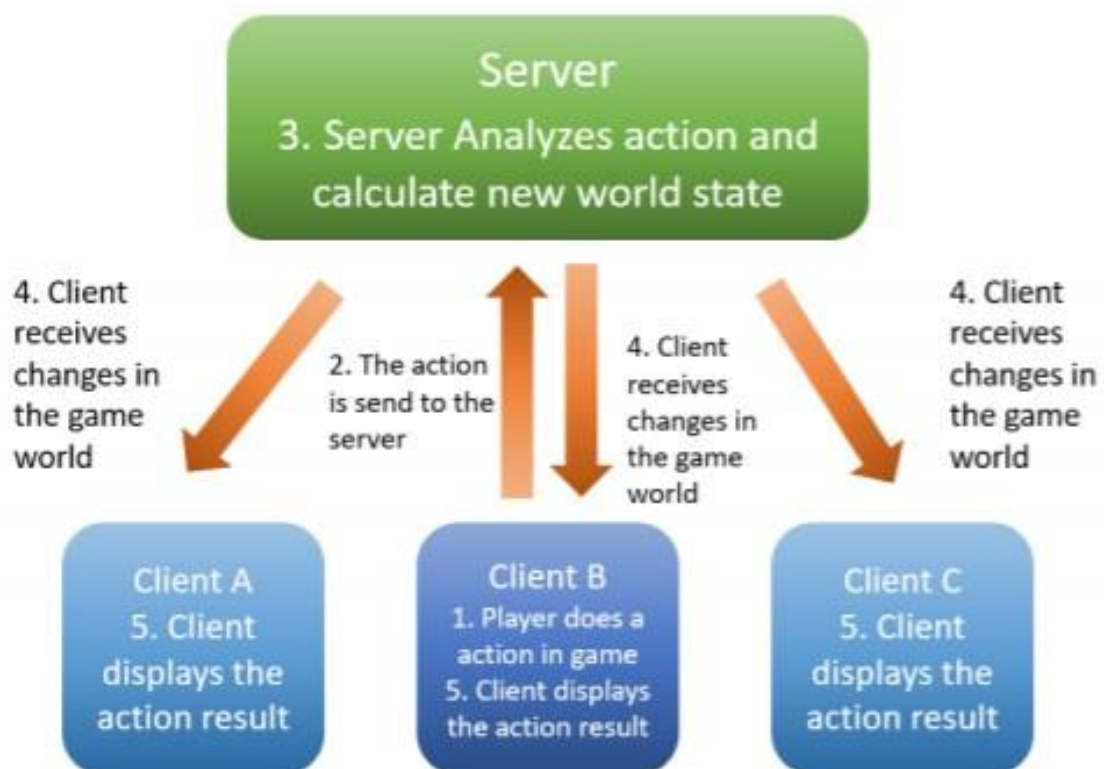 Server
3. Server Analyzes action and
calculate new world state
4. Client
receives
changes in
the game
world
2. The action
is send to the
server
4. Client
receives
changes in
the game
world
4. Client
receives
changes in
the game
world
Client A
5. Client
displays the
action result
Client B
1. Player does a
action in game
5. Client displays
the action result
Client C
5. Client
displays the
action result